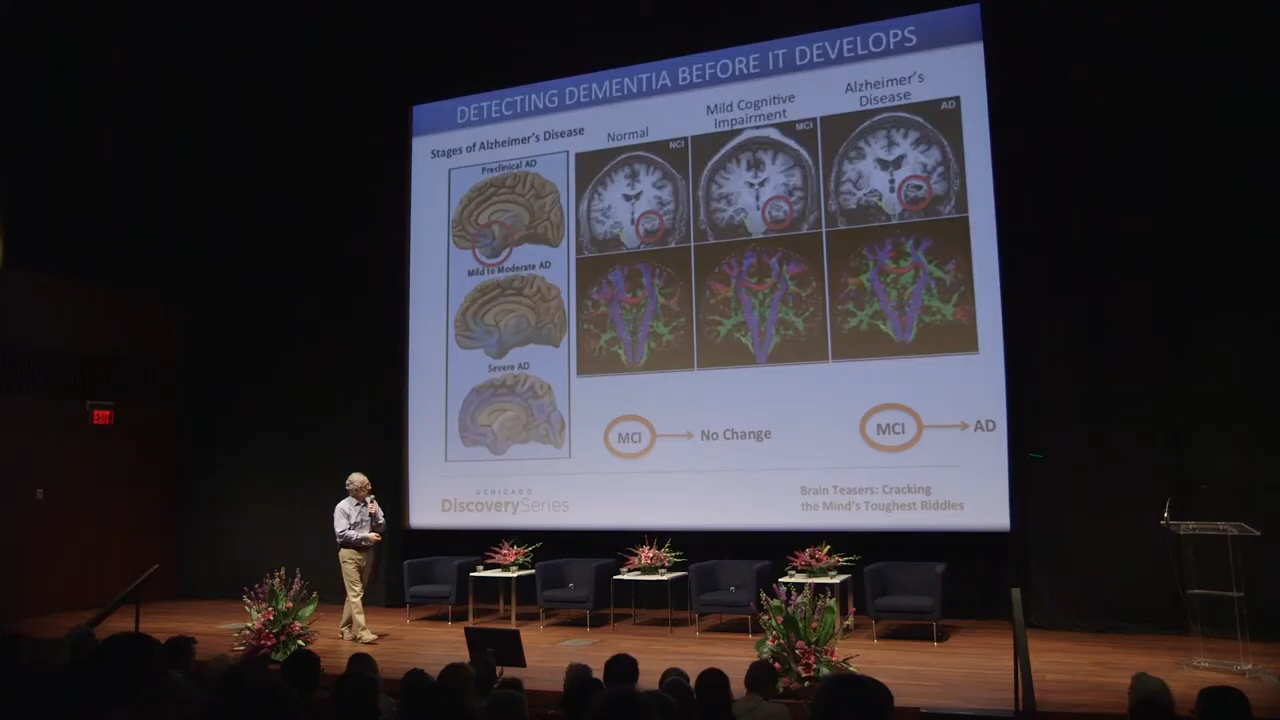 DETECTING DEMENTIA BEFORE IT DEVELOPS
Stages of Alzheimer's Disease
Preclinical AD
Mild to Moderate AD
Severe AD
Normal
Mild Cognitive
Impairment
Alzheimer's
Disease
NCI
MCI
AD
MCI
No Change
MCI
AD
UCHICAGO
DiscoverySeries
Brain Teasers: Cracking
the Mind's Toughest Riddles
EXIT